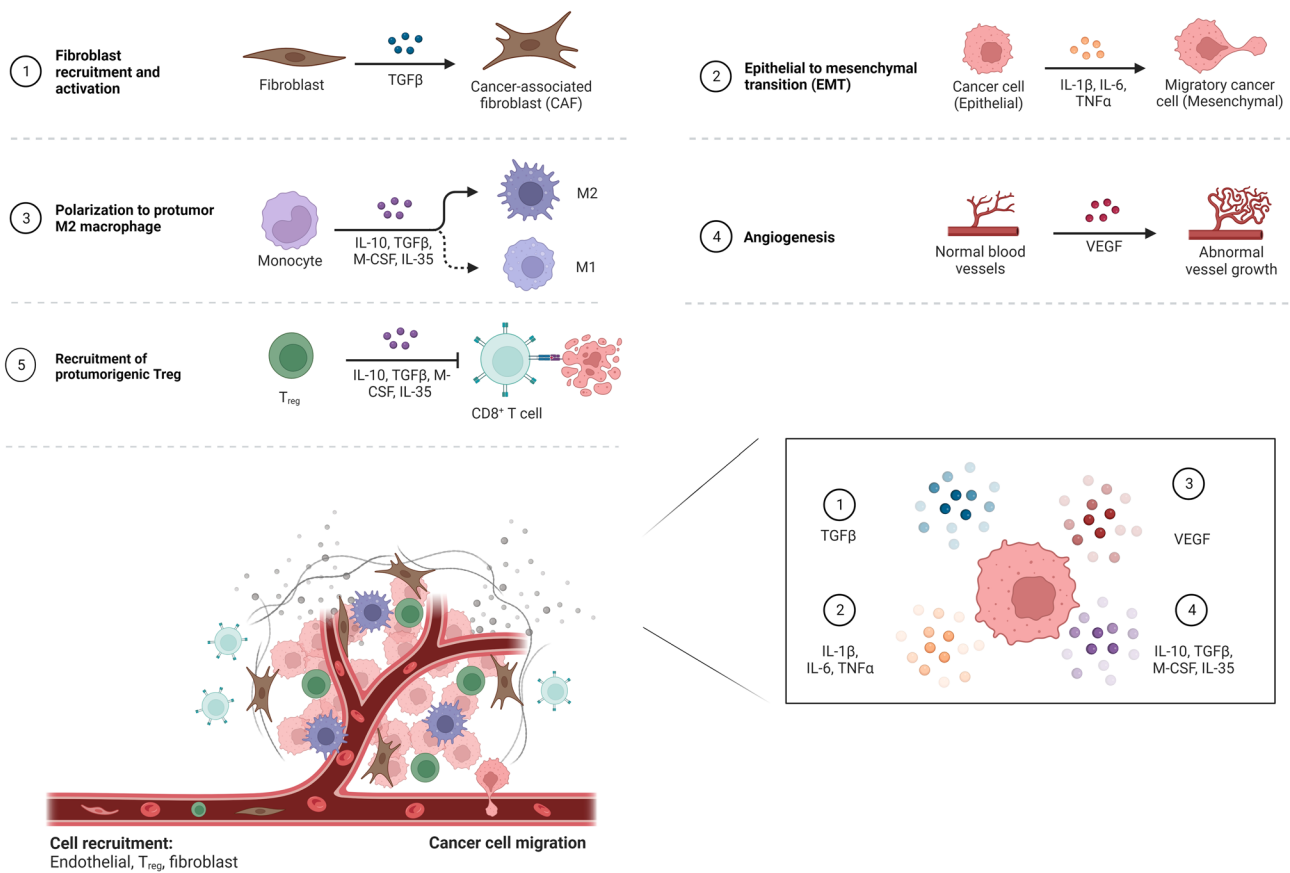 1
Fibroblast
recruitment and
activation
Fibroblast
TGFβ
Cancer-associated
fibroblast (CAF)
2
Epithelial to mesenchymal
transition (EMT)
Cancer cell
(Epithelial)
IL-1β, IL-6,
TNFα
Migratory cancer
cell (Mesenchymal)
3
Polarization to protumor
M2 macrophage
Monocyte
IL-10, TGFβ,
M-CSF, IL-35
M2
M1
4
Angiogenesis
Normal blood
vessels
VEGF
Abnormal
vessel growth
5
Recruitment of
protumorigenic Treg
Treg
IL-10, TGFβ, M-
CSF, IL-35
CD8⁺ T cell
1
TGFβ
3
VEGF
2
IL-1β,
IL-6, TNFα
4
IL-10, TGFβ,
M-CSF, IL-35
Cell recruitment:
Endothelial, Treg, fibroblast
Cancer cell migration